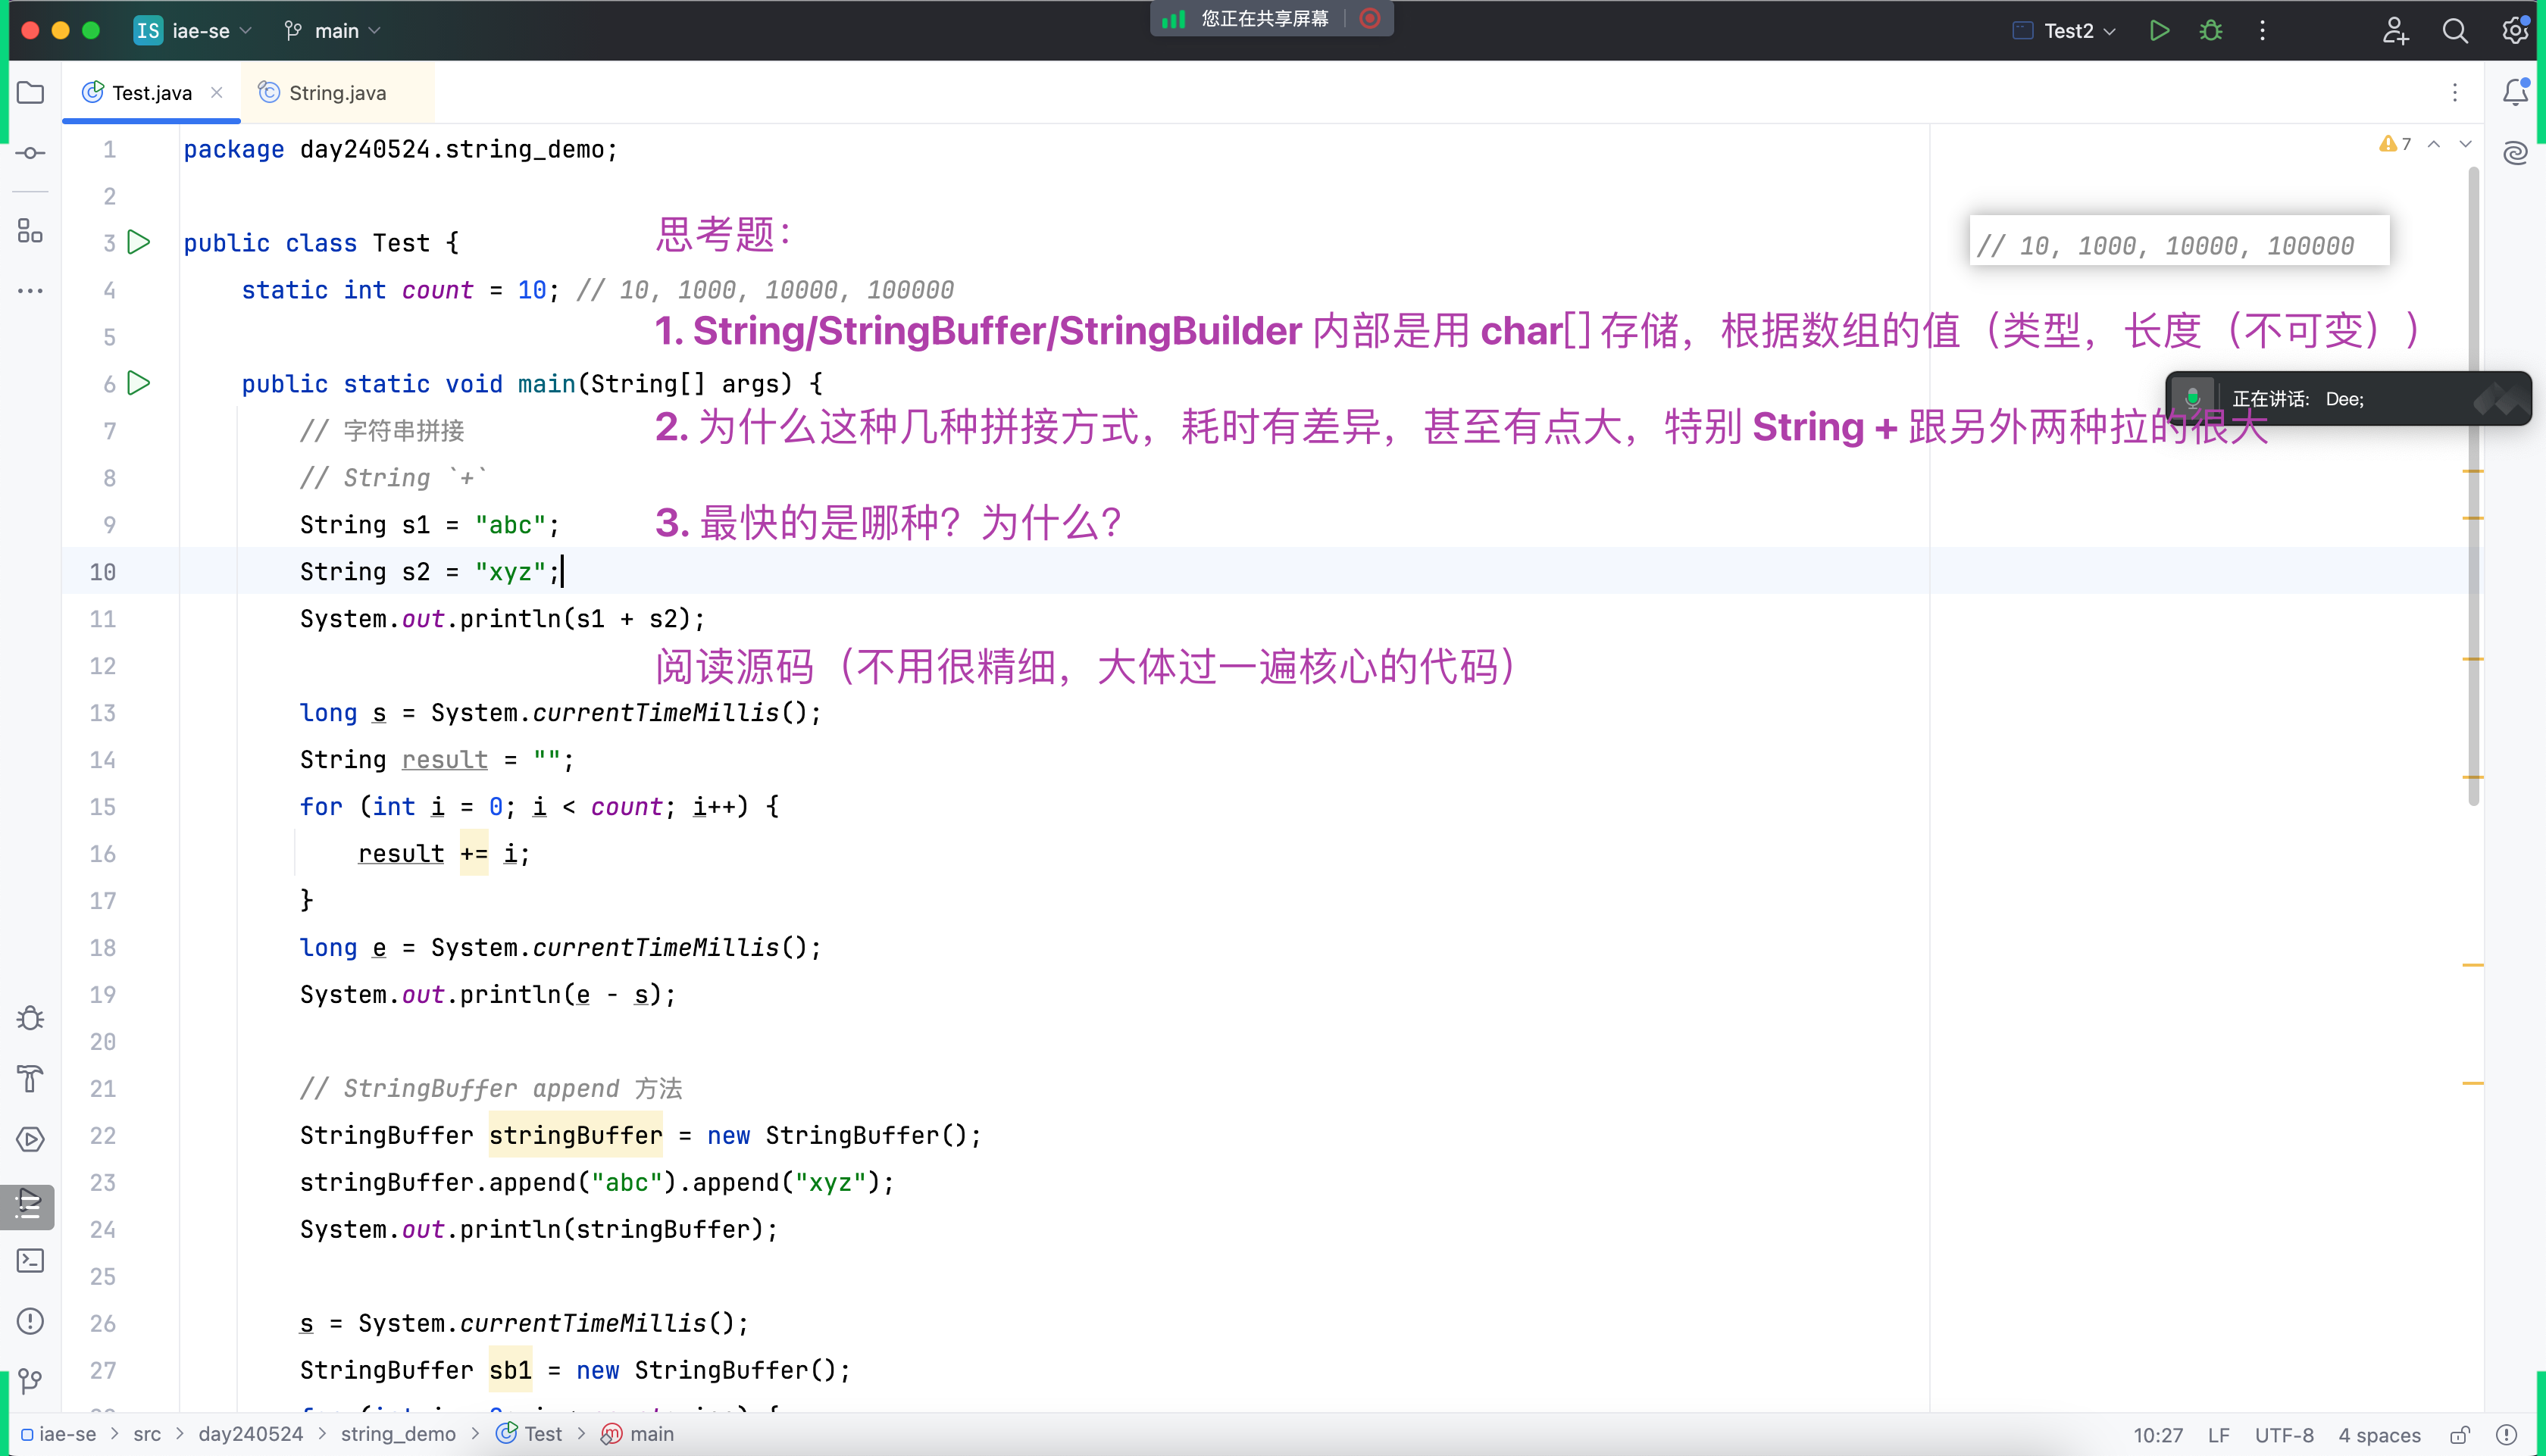 IS iae-se main
您正在共享屏幕
Test2
Test.java
String.java
7
1 package day240524.string_demo;
2
思考题：
// 10, 1000, 10000, 100000
3 public class Test {
4 static int count = 10; // 10, 1000, 10000, 100000
1. String/StringBuffer/StringBuilder 内部是用 char[] 存储，根据数组的值（类型，长度（不可变））
5
6 public static void main(String[] args) {
正在讲话: Dee;
2. 为什么这种几种拼接方式，耗时有差异，甚至有点大，特别 String + 跟另外两种拉的很大
7 // 字符串拼接
8 // String `+`
3. 最快的是哪种？为什么？
9 String s1 = "abc";
10 String s2 = "xyz";
11 System.out.println(s1 + s2);
阅读源码（不用很精细，大体过一遍核心的代码）
12
13 long s = System.currentTimeMillis();
14 String result = "";
15 for (int i = 0; i < count; i++) {
16 result += i;
17 }
18 long e = System.currentTimeMillis();
19 System.out.println(e - s);
20
21 // StringBuffer append 方法
22 StringBuffer stringBuffer = new StringBuffer();
23 stringBuffer.append("abc").append("xyz");
24 System.out.println(stringBuffer);
25
26 s = System.currentTimeMillis();
27 StringBuffer sb1 = new StringBuffer();
iae-se > src > day240524 > string_demo > Test > main
10:27 LF UTF-8 4 spaces